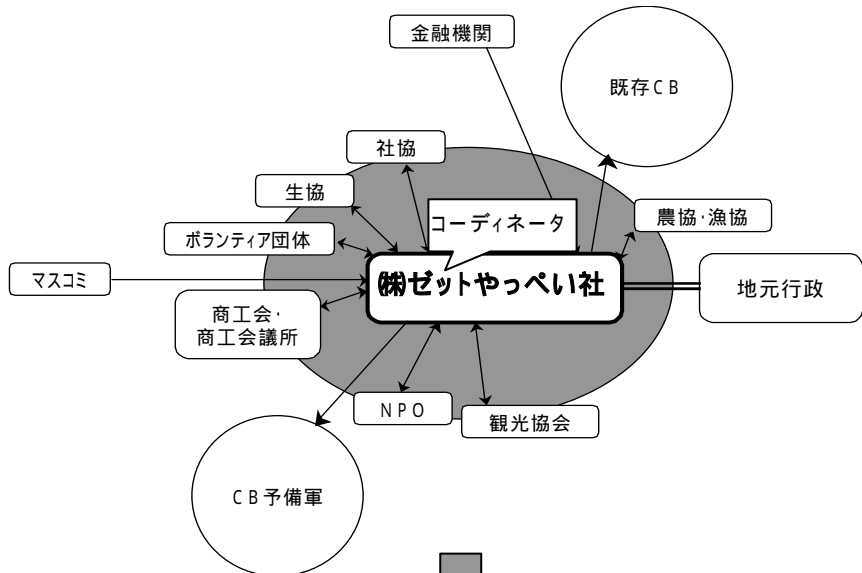 金融機関
既存CB
社協
生協
コーディネータ
農協･漁協
ボランティア団体
マスコミ
㈱ゼットやっぺい社
地元行政
商工会･
商工会議所
NPO
観光協会
CB予備軍